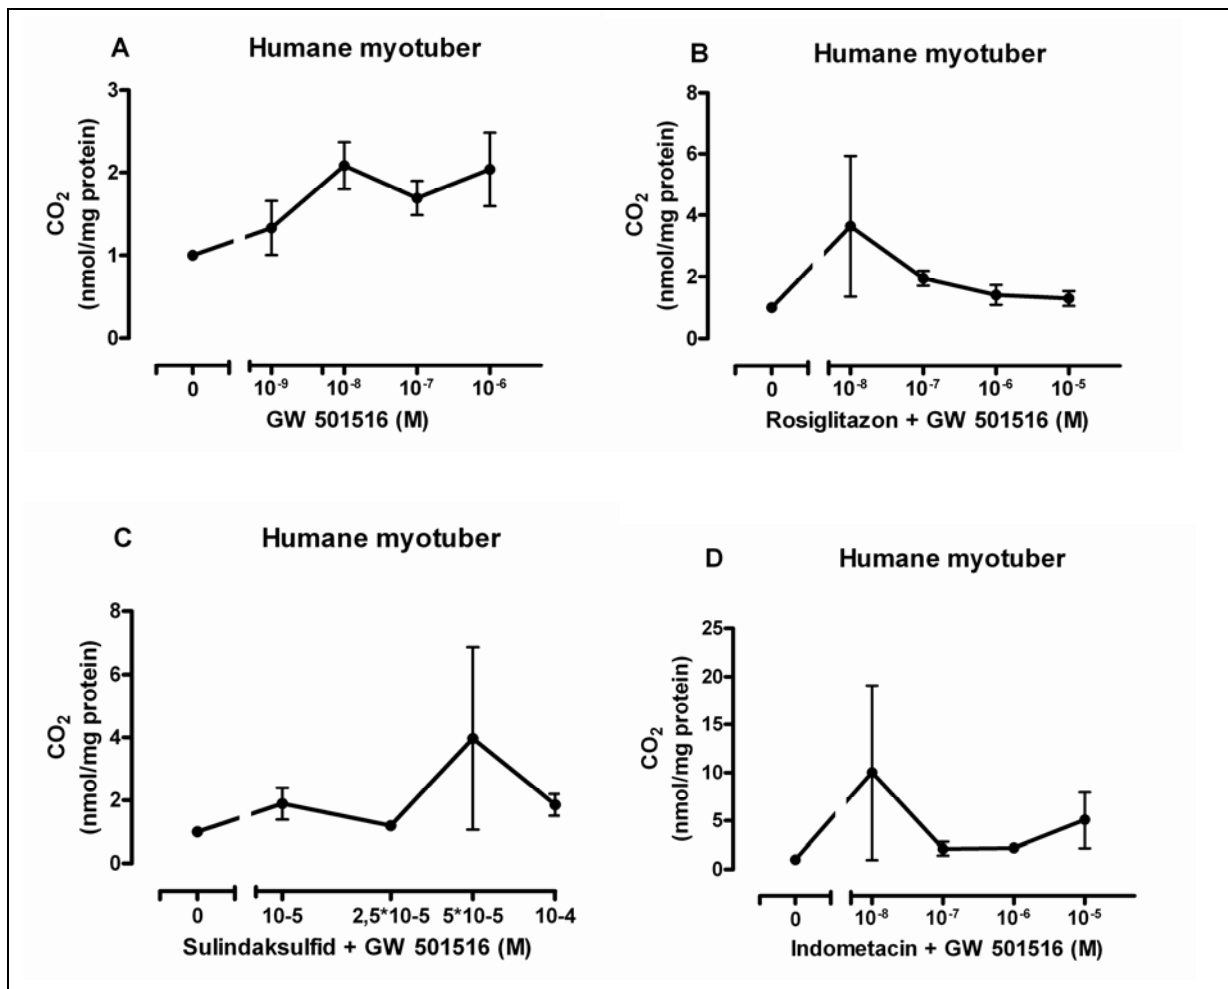 A Humane myotuber
CO₂
(nmol/mg protein)
3
2
1
0
0 10⁻⁹ 10⁻⁸ 10⁻⁷ 10⁻⁶
GW 501516 (M)
B Humane myotuber
CO₂
(nmol/mg protein)
8
6
4
2
0
0 10⁻⁸ 10⁻⁷ 10⁻⁶ 10⁻⁵
Rosiglitazon + GW 501516 (M)
C Humane myotuber
CO₂
(nmol/mg protein)
8
6
4
2
0
0 10-5 2,5*10-5 5*10-5 10-4
Sulindaksulfid + GW 501516 (M)
D Humane myotuber
CO₂
(nmol/mg protein)
25
20
15
10
5
0
0 10⁻⁸ 10⁻⁷ 10⁻⁶ 10⁻⁵
Indometacin + GW 501516 (M)